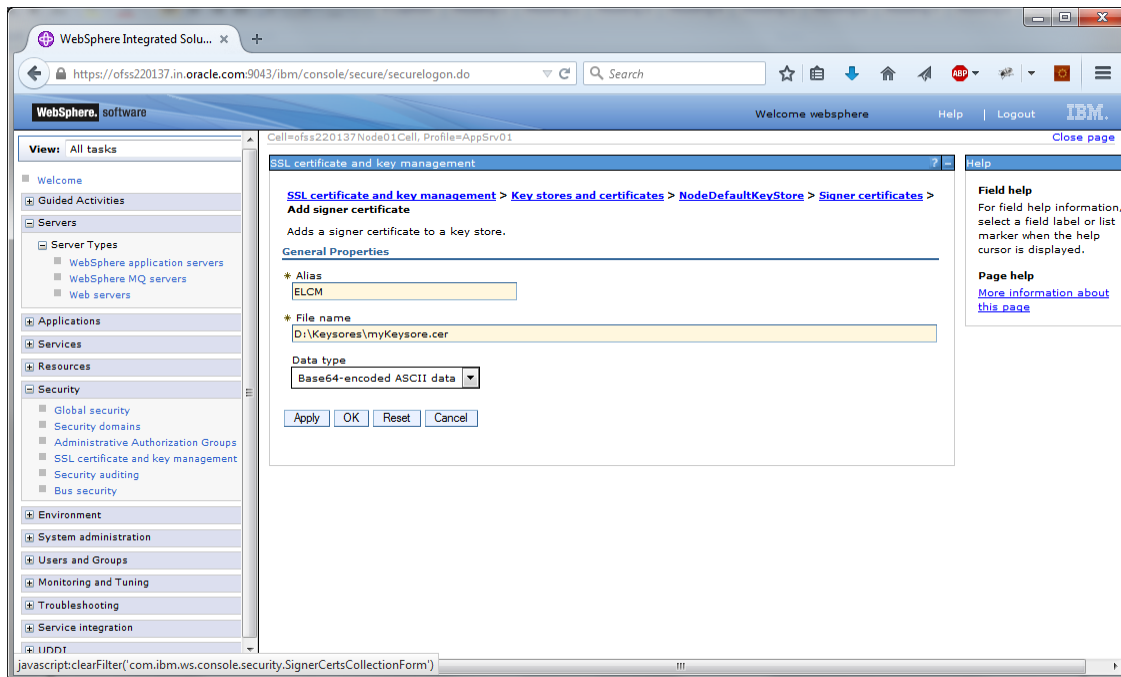 WebSphere Integrated Solu... × +
https://ofss220137.in.oracle.com:9043/ibm/console/secure/securelogon.do
Search
ABP
WebSphere. software
Welcome websphere
Help | Logout
IBM.
View: All tasks
Welcome
Guided Activities
Servers
Server Types
WebSphere application servers
WebSphere MQ servers
Web servers
Applications
Services
Resources
Security
Global security
Security domains
Administrative Authorization Groups
SSL certificate and key management
Security auditing
Bus security
Environment
System administration
Users and Groups
Monitoring and Tuning
Troubleshooting
Service integration
UDDI
javascript:clearFilter('com.ibm.ws.console.security.SignerCertsCollectionForm')
Cell=ofss220137Node01Cell, Profile=AppSrv01
Close page
SSL certificate and key management ? -
SSL certificate and key management > Key stores and certificates > NodeDefaultKeyStore > Signer certificates >
Add signer certificate
Adds a signer certificate to a key store.
General Properties
* Alias
ELCM
* File name
D:\Keysores\myKeysore.cer
Data type
Base64-encoded ASCII data
Apply OK Reset Cancel
Help
Field help
For field help information,
select a field label or list
marker when the help
cursor is displayed.
Page help
More information about
this page